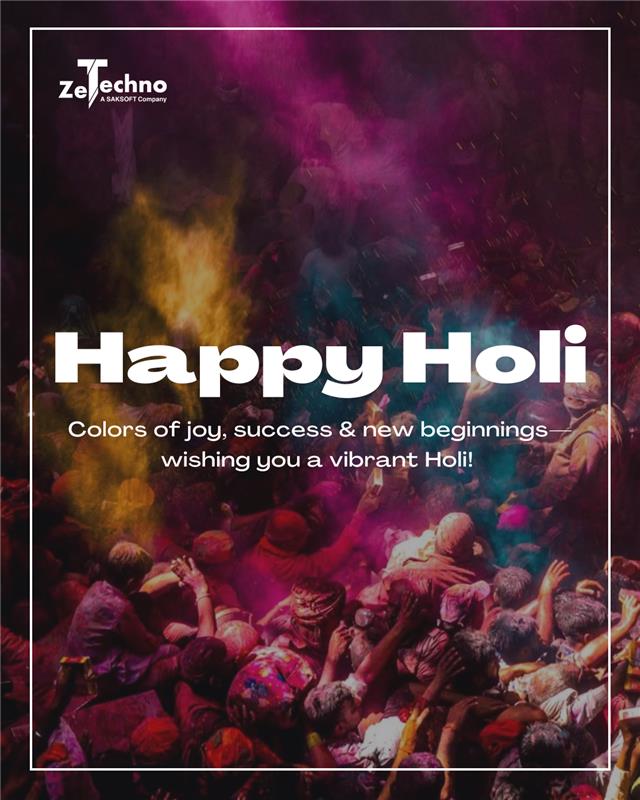 ZeTechno
A SAKSOFT Company
Happy Holi
Colors of joy, success & new beginnings—
wishing you a vibrant Holi!